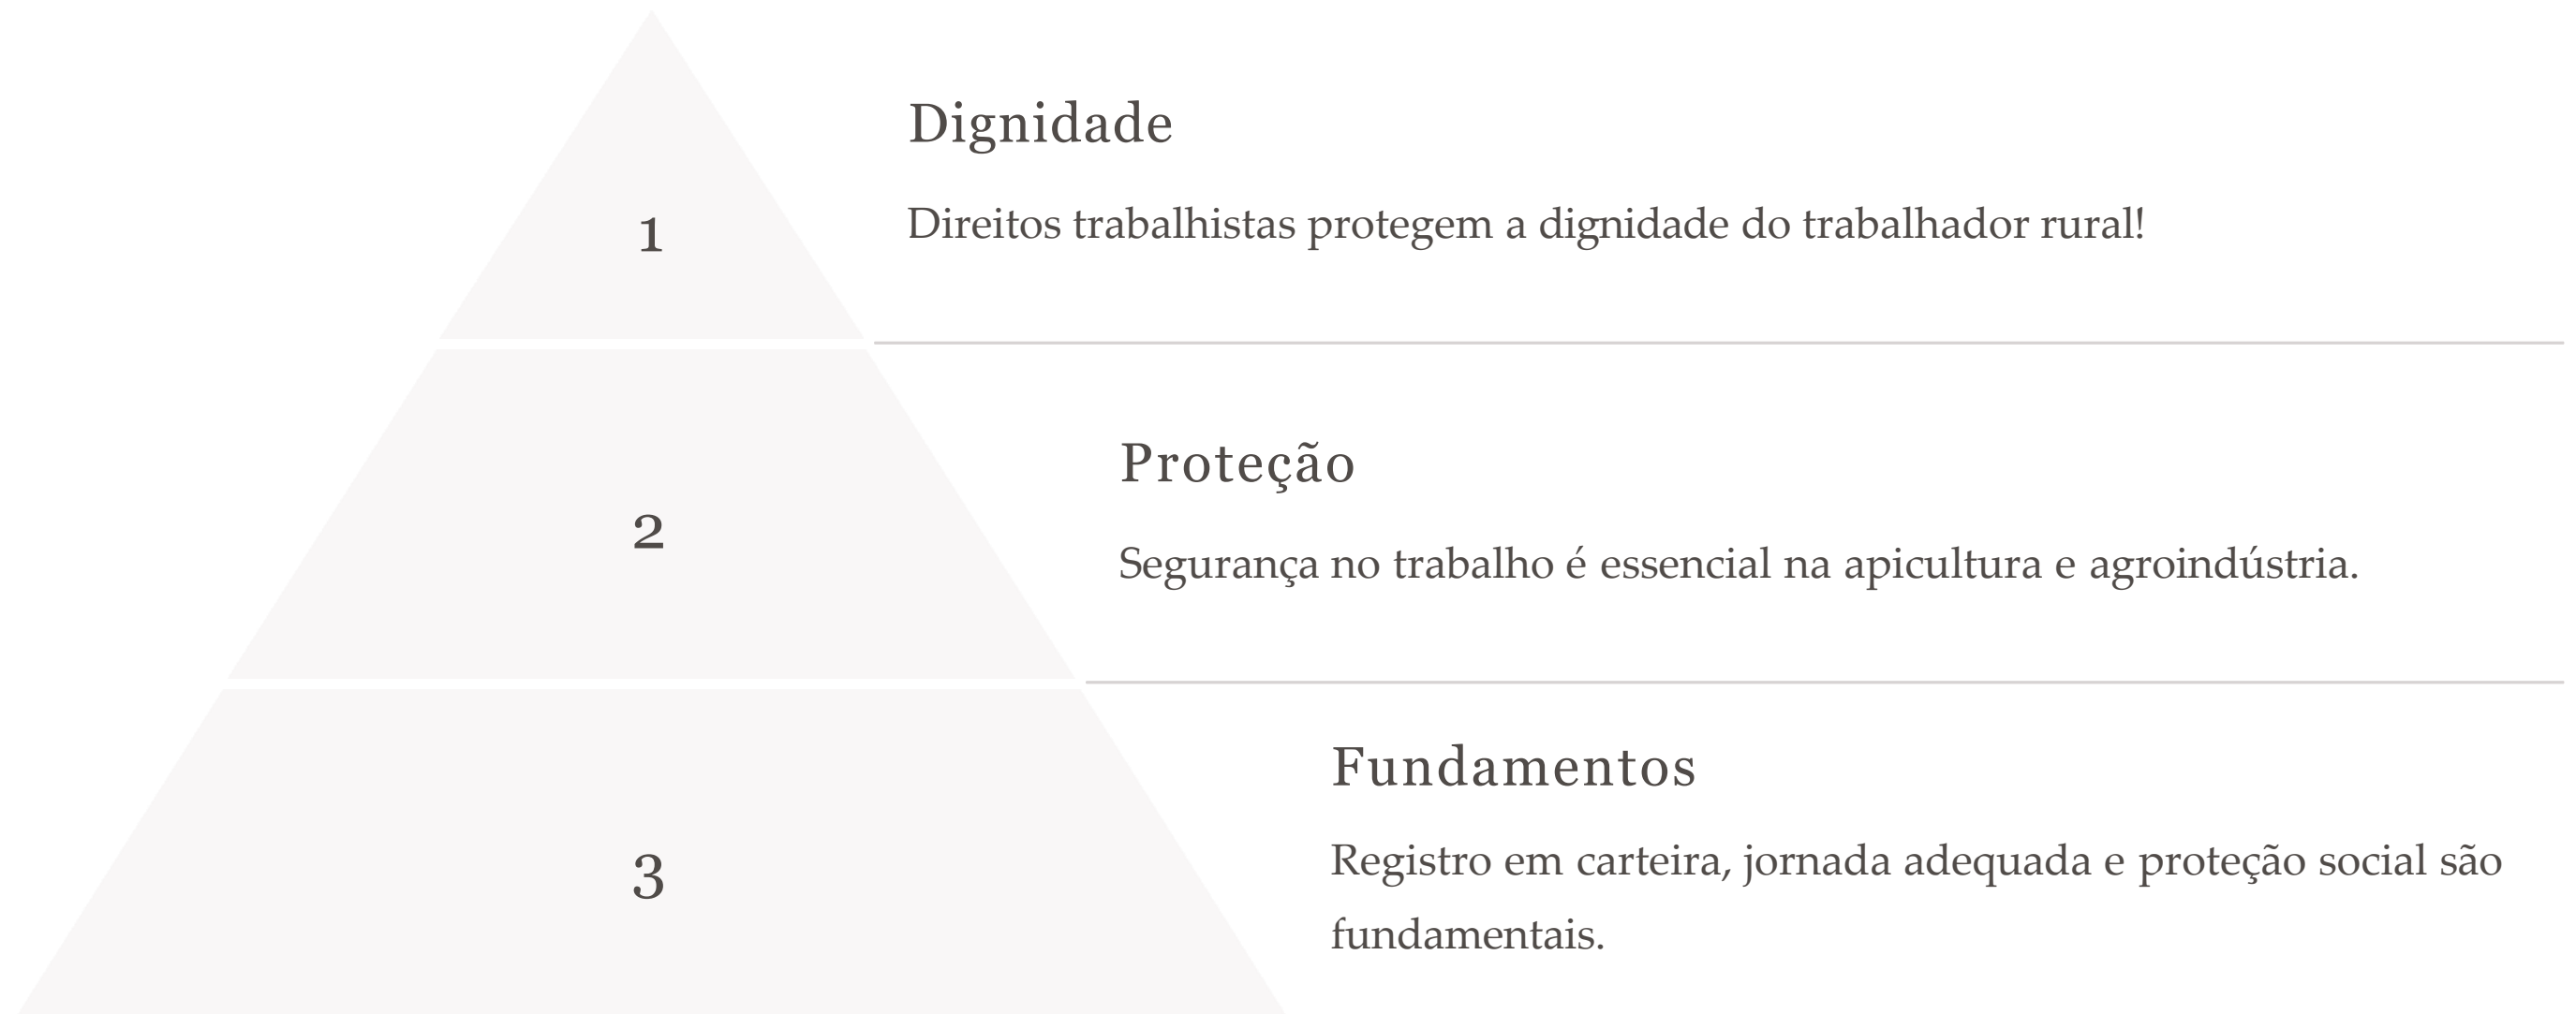 Dignidade
1
Direitos trabalhistas protegem a dignidade do trabalhador rural!
Proteção
2
Segurança no trabalho é essencial na apicultura e agroindústria.
Fundamentos
3
Registro em carteira, jornada adequada e proteção social são
fundamentais.